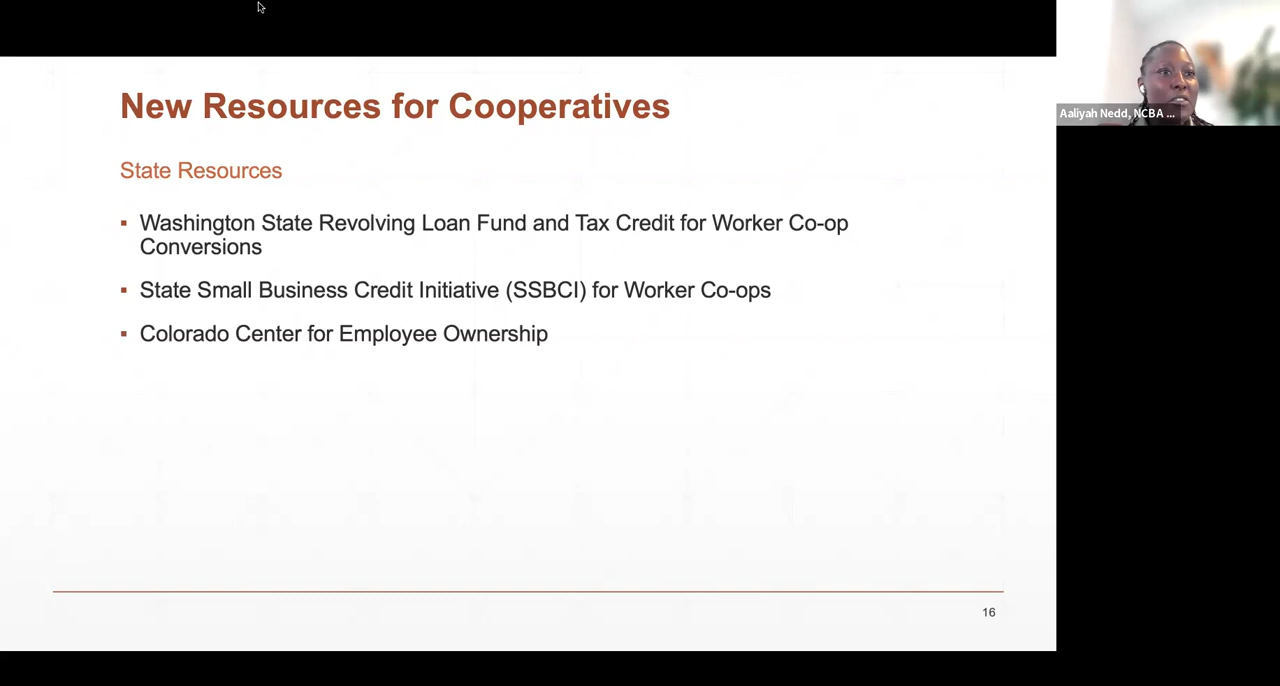 New Resources for Cooperatives
State Resources
▪ Washington State Revolving Loan Fund and Tax Credit for Worker Co-op
Conversions
▪ State Small Business Credit Initiative (SSBCI) for Worker Co-ops
▪ Colorado Center for Employee Ownership
16
Aaliyah Nedd, NCBA ...